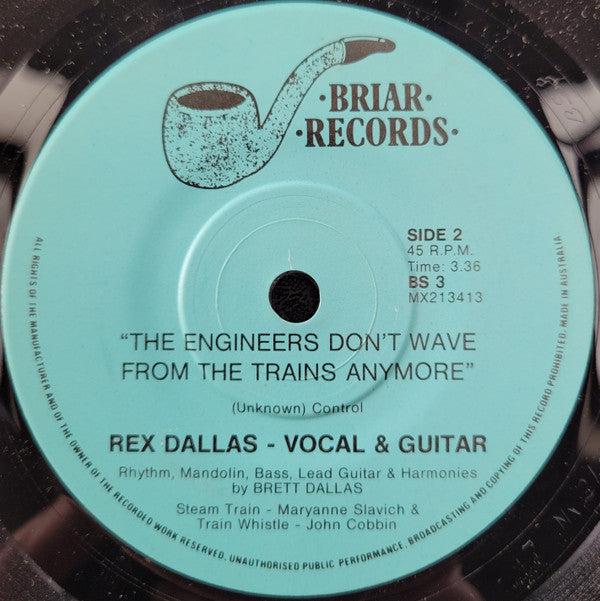 ·BRIAR·
·RECORDS·
SIDE 2
45 R.P.M.
Time: 3.36
BS 3
MX213413
"THE ENGINEERS DON'T WAVE
FROM THE TRAINS ANYMORE"
(Unknown) Control
REX DALLAS - VOCAL & GUITAR
Rhythm, Mandolin, Bass, Lead Guitar & Harmonies
by BRETT DALLAS
Steam Train - Maryanne Slavich &
Train Whistle - John Cobbin
ALL RIGHTS OF THE MANUFACTURER AND OF THE OWNER OF THE RECORDED WORK RESERVED. UNAUTHORISED PUBLIC PERFORMANCE, BROADCASTING AND COPYING OF THIS RECORD PROHIBITED. MADE IN AUSTRALIA